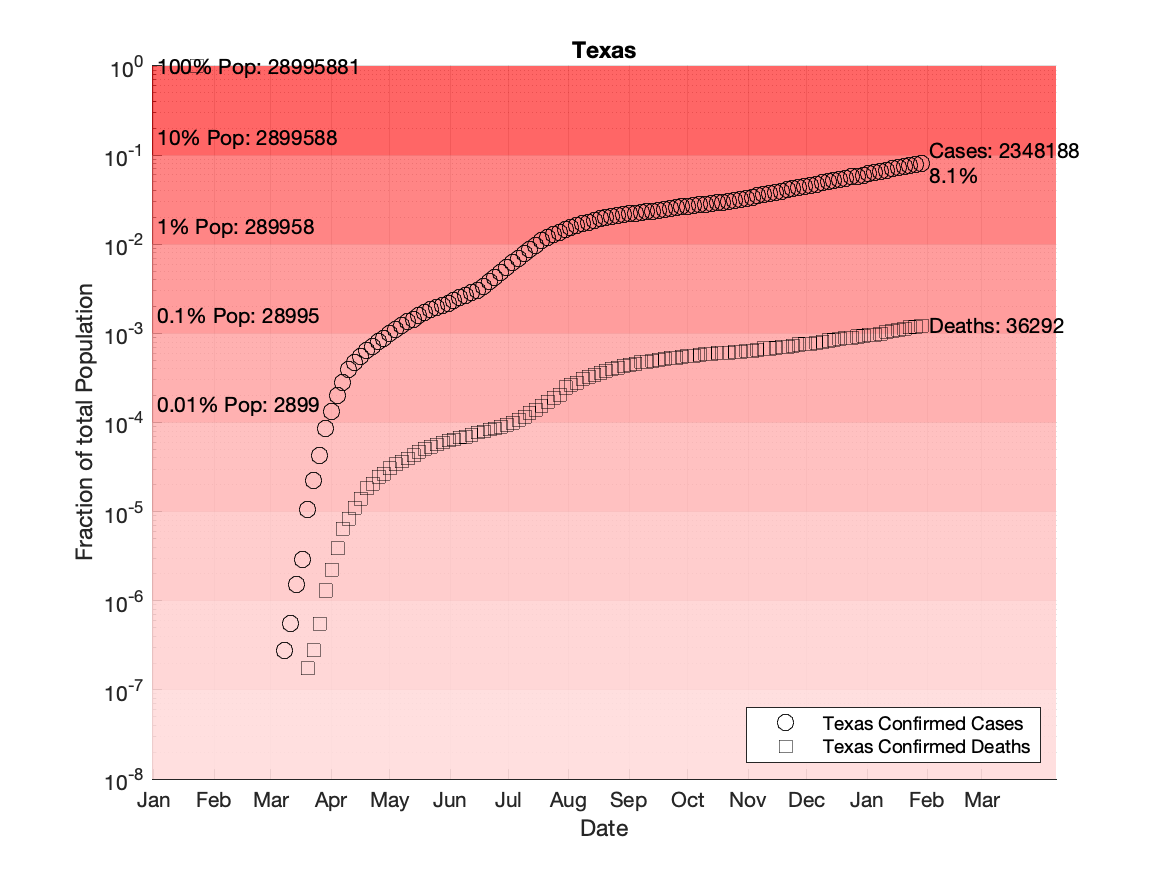 Texas
10^0
100% Pop: 28995881
10% Pop: 2899588
10^-1
Cases: 2348188
8.1%
1% Pop: 289958
10^-2
0.1% Pop: 28995
10^-3
Deaths: 36292
0.01% Pop: 2899
10^-4
10^-5
10^-6
10^-7
10^-8
Fraction of total Population
Texas Confirmed Cases
Texas Confirmed Deaths
Jan Feb Mar Apr May Jun Jul Aug Sep Oct Nov Dec Jan Feb Mar
Date